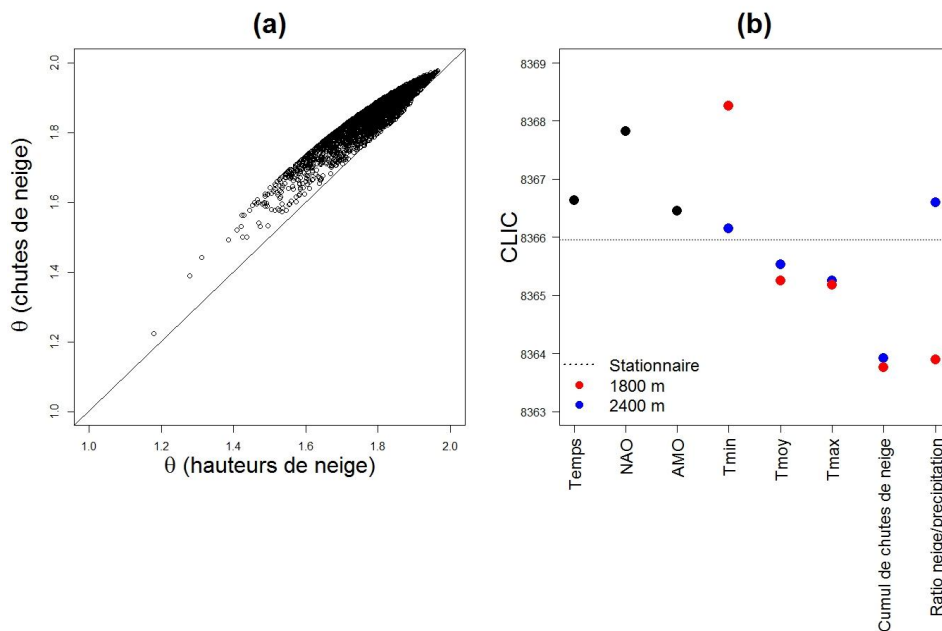 (a)
θ (chutes de neige)
2.0
1.8
1.6
1.4
1.2
1.0
1.0 1.2 1.4 1.6 1.8 2.0
θ (hauteurs de neige)
(b)
CLIC
8369
8368
8367
8366
8365
8364
8363
Stationnaire
1800 m
2400 m
Temps
NAO
AMO
Tmin
Tmoy
Tmax
Cumul de chutes de neige
Ratio neige/precipitation